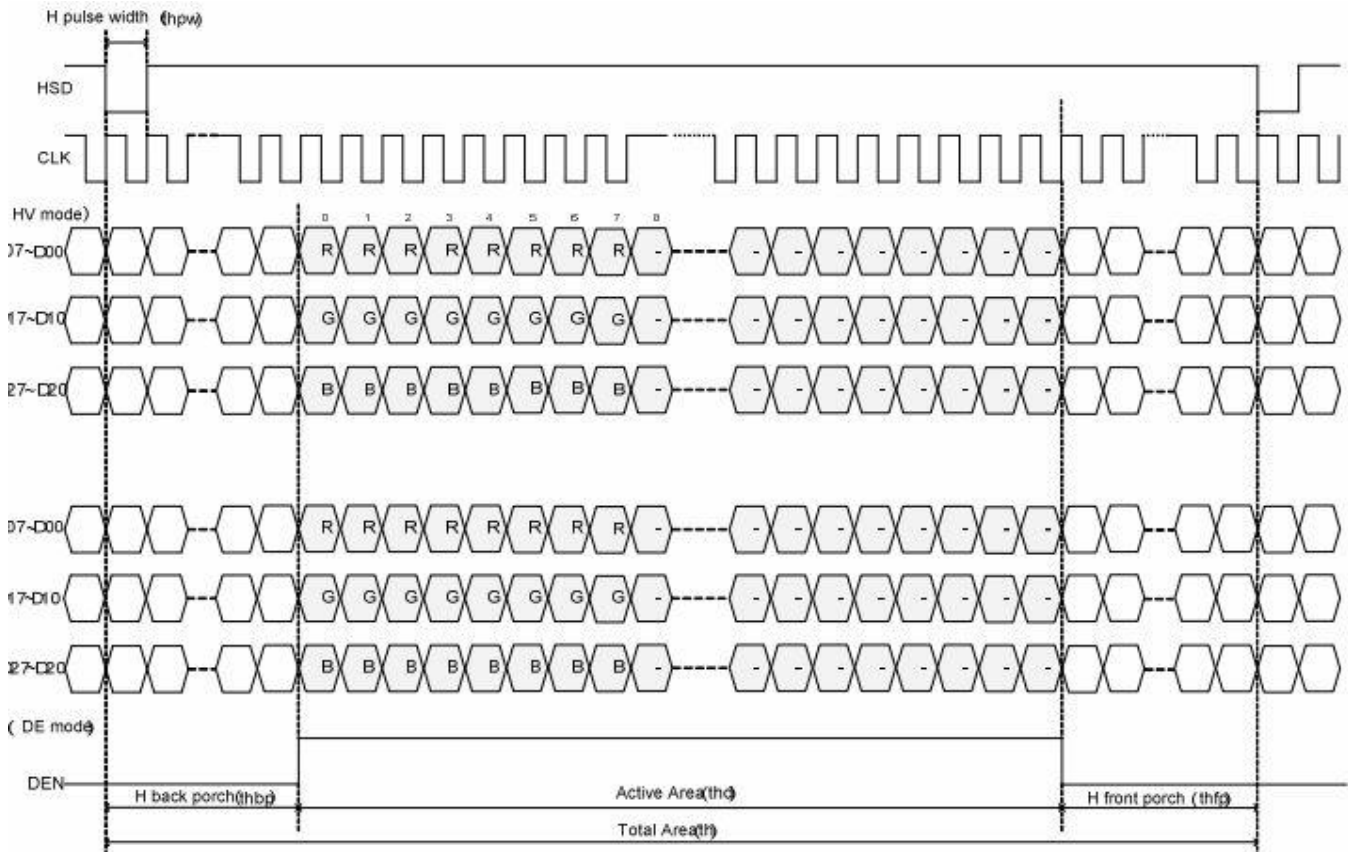 H pulse width (hpw)
HSD
CLK
HV mode)
0 1 2 3 4 5 6 7 8
07~D00 R R R R R R R R - - - - - - - - - -
17~D10 G G G G G G G G - - - - - - - - - -
27~D20 B B B B B B B B - - - - - - - - - -
07~D00 R R R R R R R R - - - - - - - - - -
17~D10 G G G G G G G G - - - - - - - - - -
27~D20 B B B B B B B B - - - - - - - - - -
( DE mode)
DEN
H back porch(thbp) Active Area(thd) H front porch (thfp)
Total Area(th)